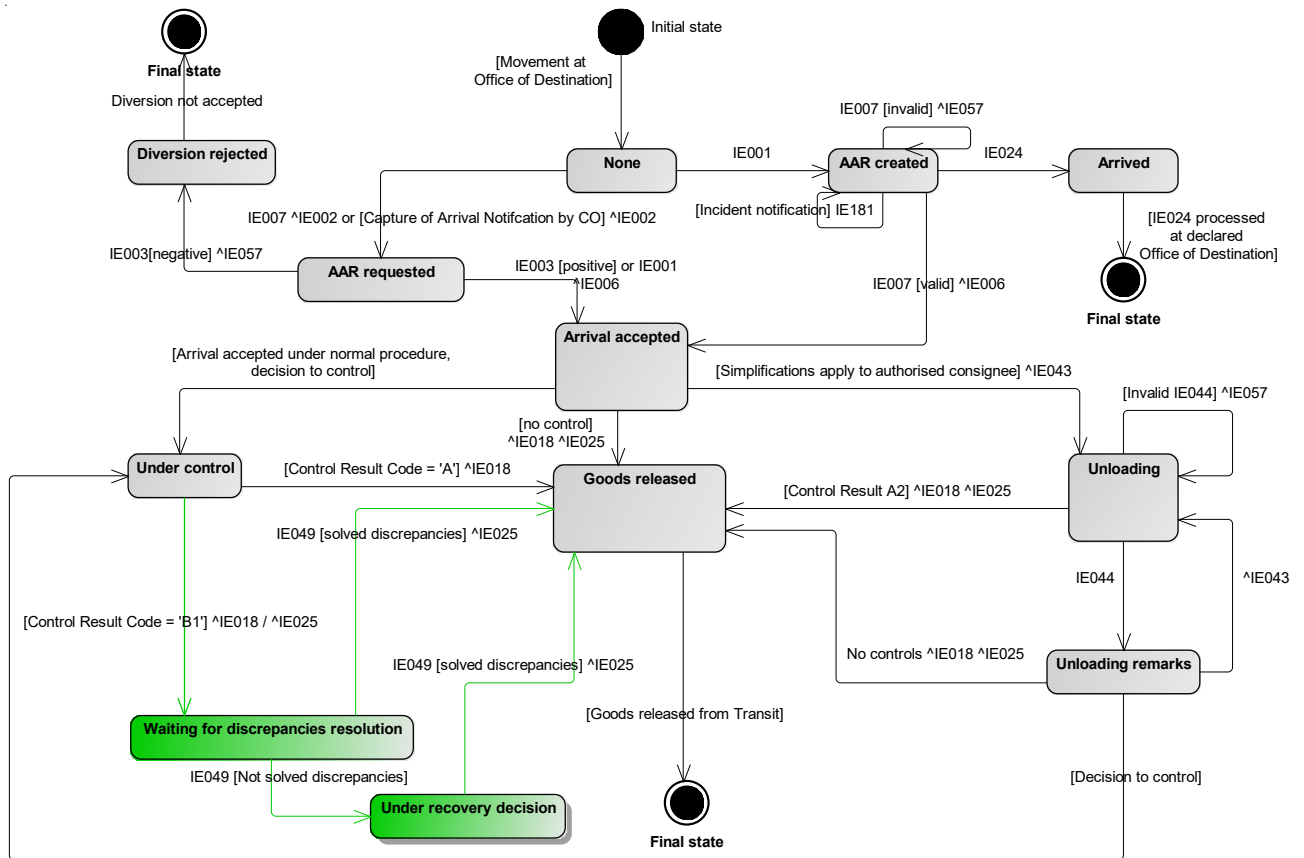 Initial state
[Movement at
Office of Destination]
Final state
Diversion not accepted
IE007 [invalid] ^IE057
Diversion rejected
None
IE001
AAR created
IE024
Arrived
[Incident notification] IE181
IE007 ^IE002 or [Capture of Arrival Notifcation by CO] ^IE002
[IE024 processed
at declared
Office of Destination]
IE003[negative] ^IE057
AAR requested
IE003 [positive] or IE001
^IE006
IE007 [valid] ^IE006
Final state
Arrival accepted
[Arrival accepted under normal procedure,
decision to control]
[Simplifications apply to authorised consignee] ^IE043
[Invalid IE044] ^IE057
[no control]
^IE018 ^IE025
Under control
[Control Result Code = 'A'] ^IE018
Goods released
[Control Result A2] ^IE018 ^IE025
Unloading
IE049 [solved discrepancies] ^IE025
IE044
^IE043
[Control Result Code = 'B1'] ^IE018 / ^IE025
IE049 [solved discrepancies] ^IE025
No controls ^IE018 ^IE025
Unloading remarks
[Goods released from Transit]
Waiting for discrepancies resolution
IE049 [Not solved discrepancies]
[Decision to control]
Under recovery decision
Final state